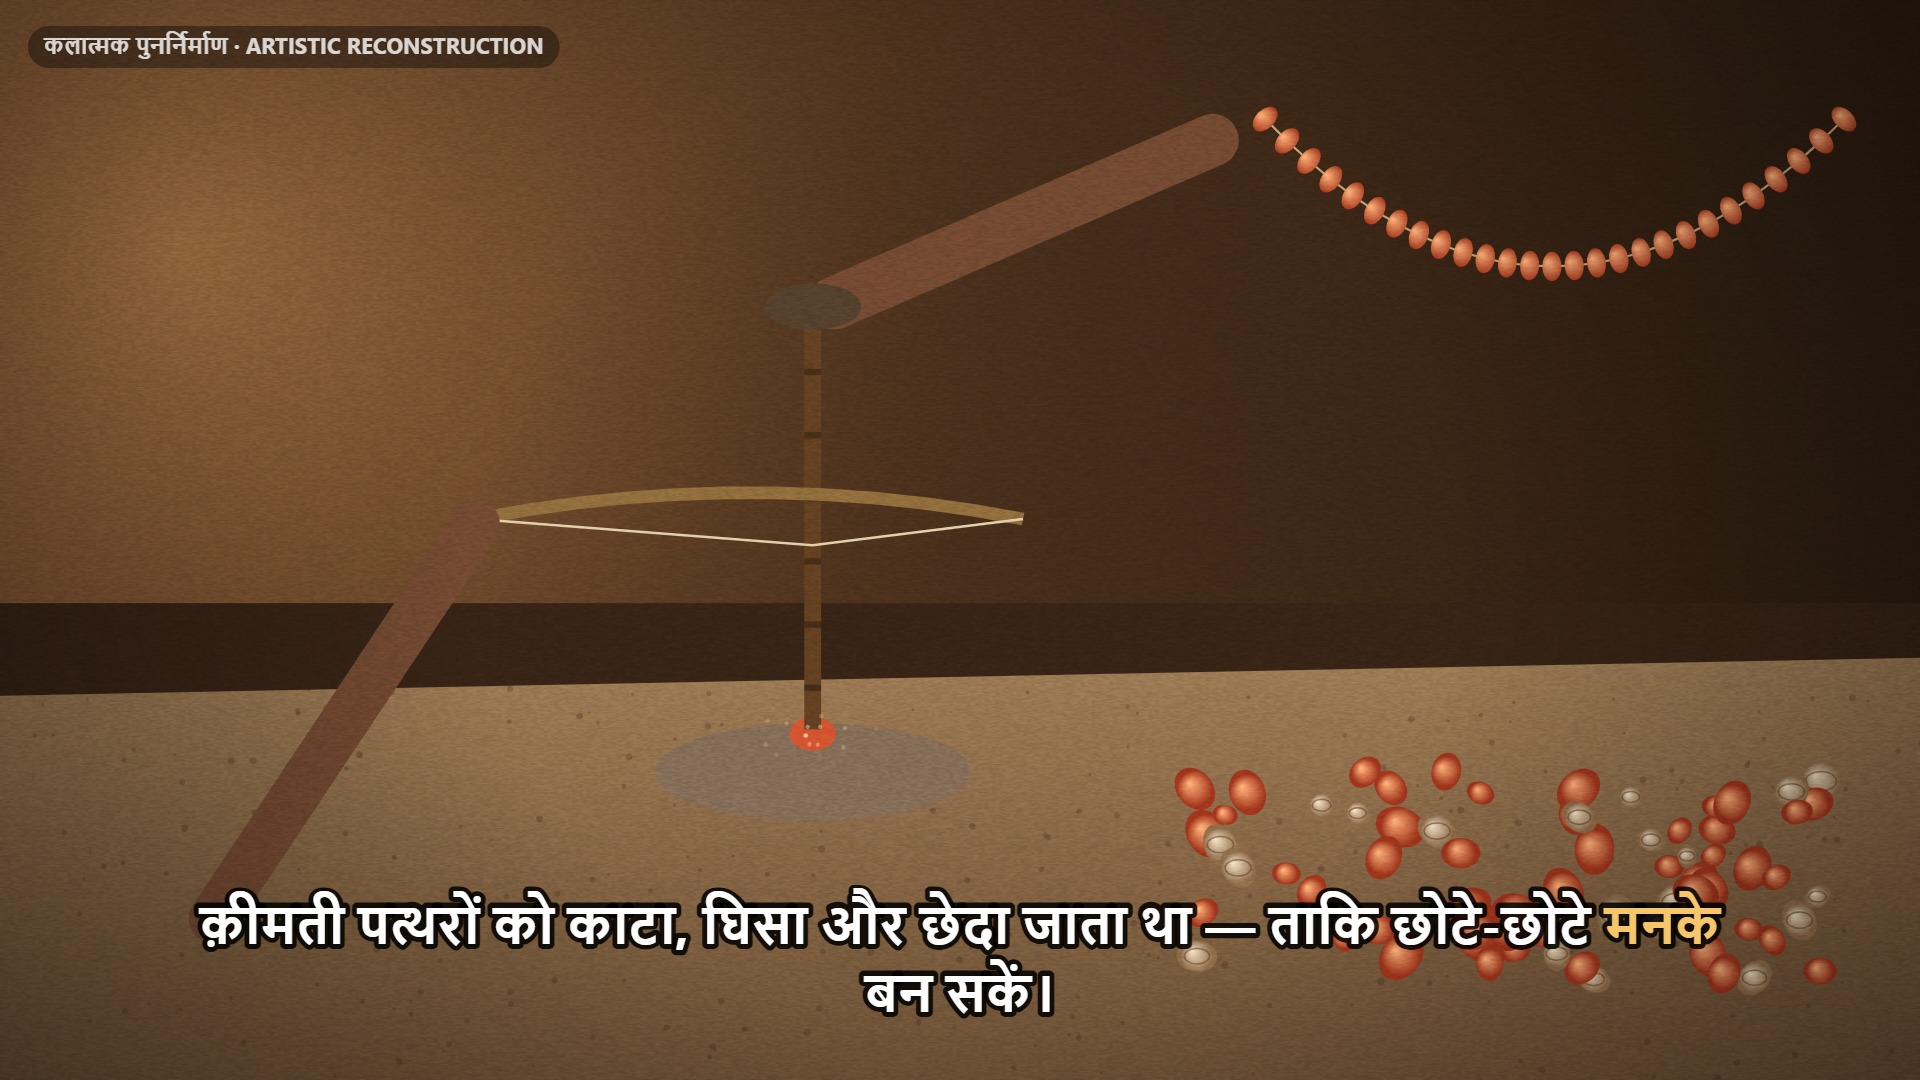 कलात्मक पुनर्निर्माण · ARTISTIC RECONSTRUCTION
क़ीमती पत्थरों को काटा, घिसा और छेदा जाता था — ताकि छोटे-छोटे मनके
बन सकें।